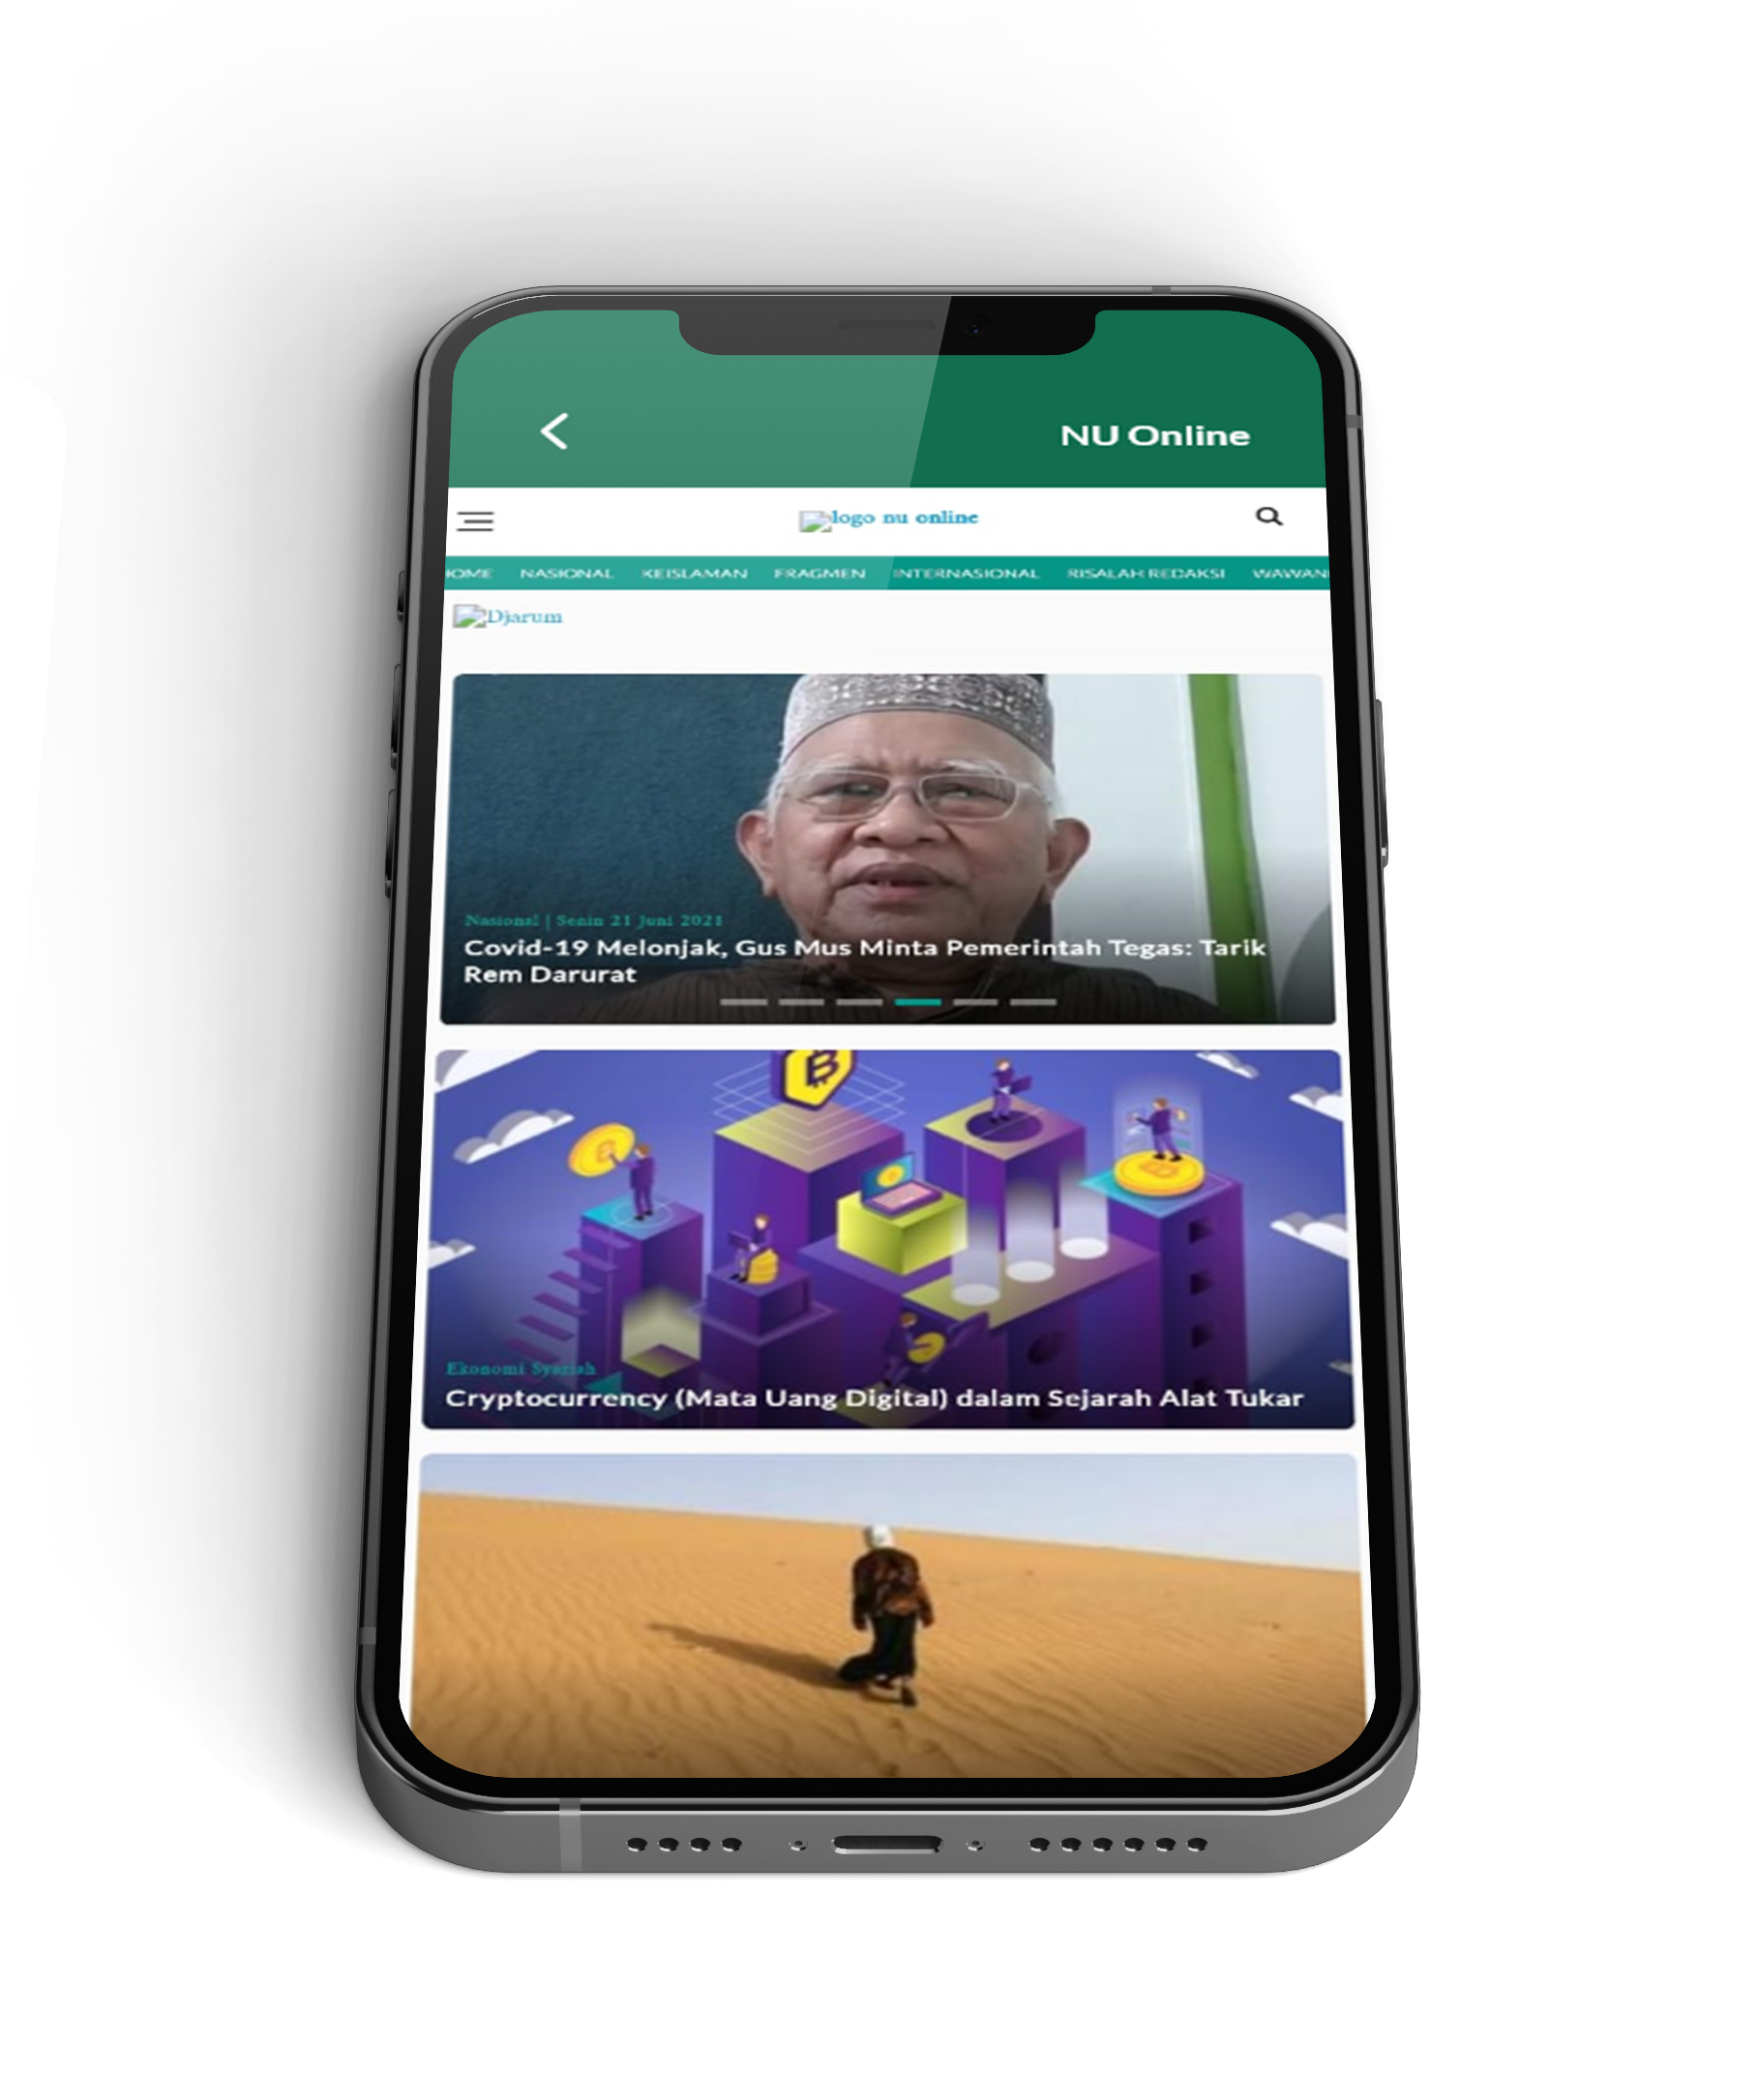 NU Online
logo nu online
HOME NASIONAL KEISLAMAN FRAGMEN INTERNASIONAL RISALAH REDAKSI WAWAN
Djarum
Nasional | Senin 21 Juni 2021
Covid-19 Melonjak, Gus Mus Minta Pemerintah Tegas: Tarik
Rem Darurat
Ekonomi Syariah
Cryptocurrency (Mata Uang Digital) dalam Sejarah Alat Tukar